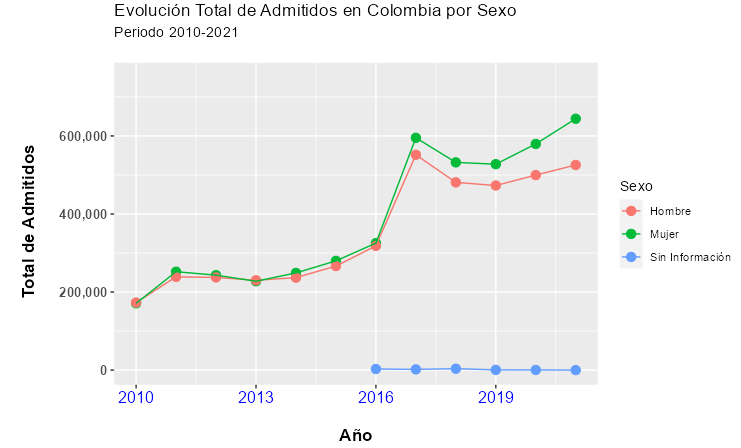 Evolución Total de Admitidos en Colombia por Sexo
Periodo 2010-2021
Total de Admitidos
600,000
400,000
200,000
0
2010 2013 2016 2019
Año
Sexo
Hombre
Mujer
Sin Información